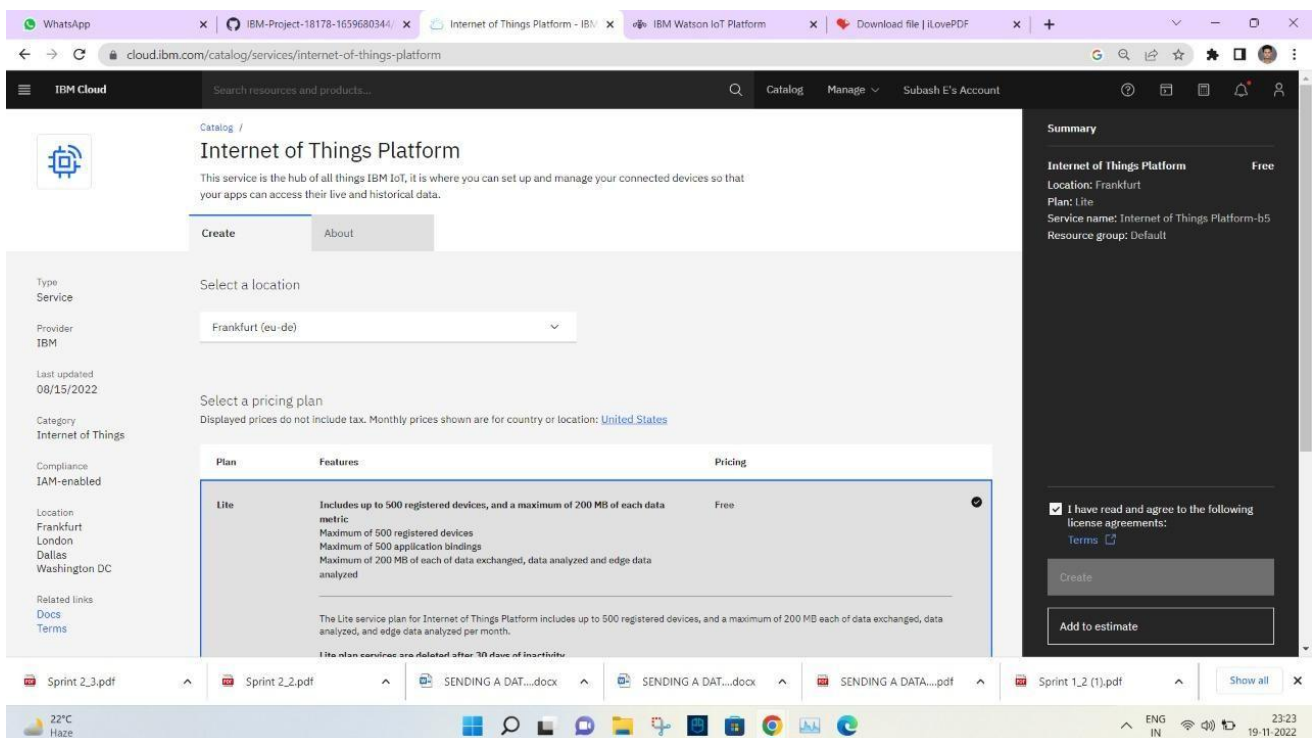 WhatsApp
IBM-Project-18178-1659680344/
Internet of Things Platform - IBM
IBM Watson IoT Platform
Download file | iLovePDF
cloud.ibm.com/catalog/services/internet-of-things-platform
IBM Cloud
Search resources and products...
Catalog
Manage
Subash E's Account
Catalog /
Internet of Things Platform
This service is the hub of all things IBM IoT, it is where you can set up and manage your connected devices so that
your apps can access their live and historical data.
Create
About
Type
Service
Provider
IBM
Last updated
08/15/2022
Category
Internet of Things
Compliance
IAM-enabled
Location
Frankfurt
London
Dallas
Washington DC
Related links
Docs
Terms
Select a location
Frankfurt (eu-de)
Select a pricing plan
Displayed prices do not include tax. Monthly prices shown are for country or location: United States
Plan
Features
Pricing
Lite
Includes up to 500 registered devices, and a maximum of 200 MB of each data
metric
Maximum of 500 registered devices
Maximum of 500 application bindings
Maximum of 200 MB of each of data exchanged, data analyzed and edge data
analyzed
Free
The Lite service plan for Internet of Things Platform includes up to 500 registered devices, and a maximum of 200 MB each of data exchanged, data
analyzed, and edge data analyzed per month.
Lite plan services are deleted after 30 days of inactivity
Summary
Internet of Things Platform Free
Location: Frankfurt
Plan: Lite
Service name: Internet of Things Platform-b5
Resource group: Default
I have read and agree to the following
license agreements:
Terms
Create
Add to estimate
Sprint 2_3.pdf
Sprint 2_2.pdf
SENDING A DAT....docx
SENDING A DAT....docx
SENDING A DATA....pdf
Sprint 1_2 (1).pdf
Show all
22°C
Haze
ENG
IN
23:23
19-11-2022